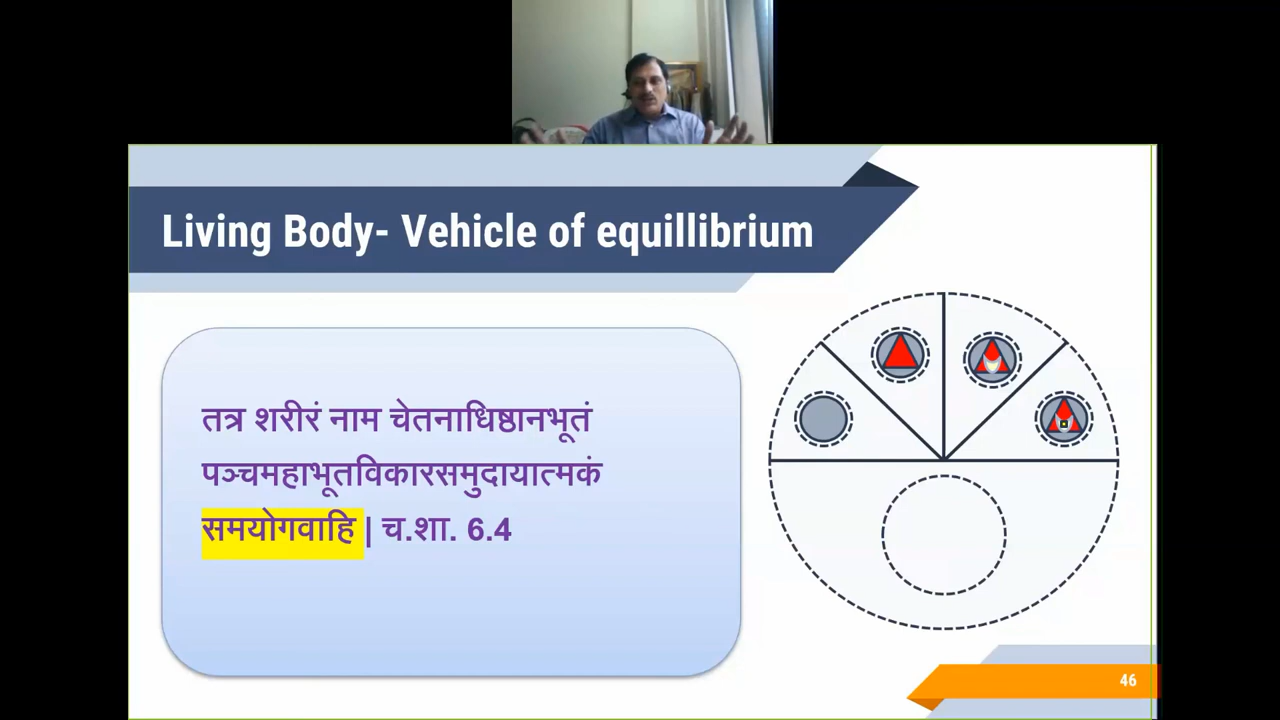 Living Body- Vehicle of equillibrium
तत्र शरीरं नाम चेतनाधिष्ठानभूतं
पञ्चमहाभूतविकारसमुदायात्मकं
समयोगवाहि | च.शा. 6.4
46